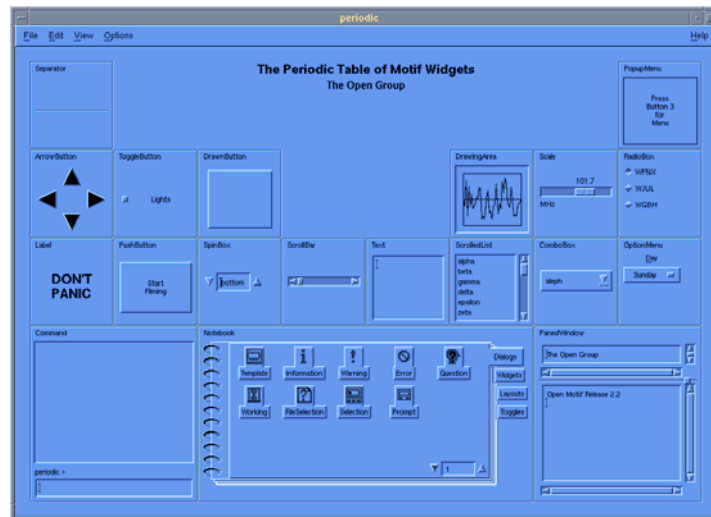 periodic
File Edit View Options Help
Separator
The Periodic Table of Motif Widgets
The Open Group
PopupMenu
Press
Button 3
for
Menu
ArrowButton
ToggleButton
Lights
DrawnButton
DrawingArea
Scale
101.7
MHz
RadioBox
WFNX
WJUL
WGBH
Label
DON'T
PANIC
PushButton
Start
Filming
SpinBox
bottom
ScrollBar
Text
ScrolledList
alpha
beta
gamma
delta
epsilon
zeta
ComboBox
aleph
OptionMenu
Day
Sunday
Command
periodic >
Notebook
Template Information Warning Error Question
Working FileSelection Selection Prompt
Dialogs
Widgets
Layouts
Toggles
1
PanedWindow
The Open Group
Open Motif Release 2.2